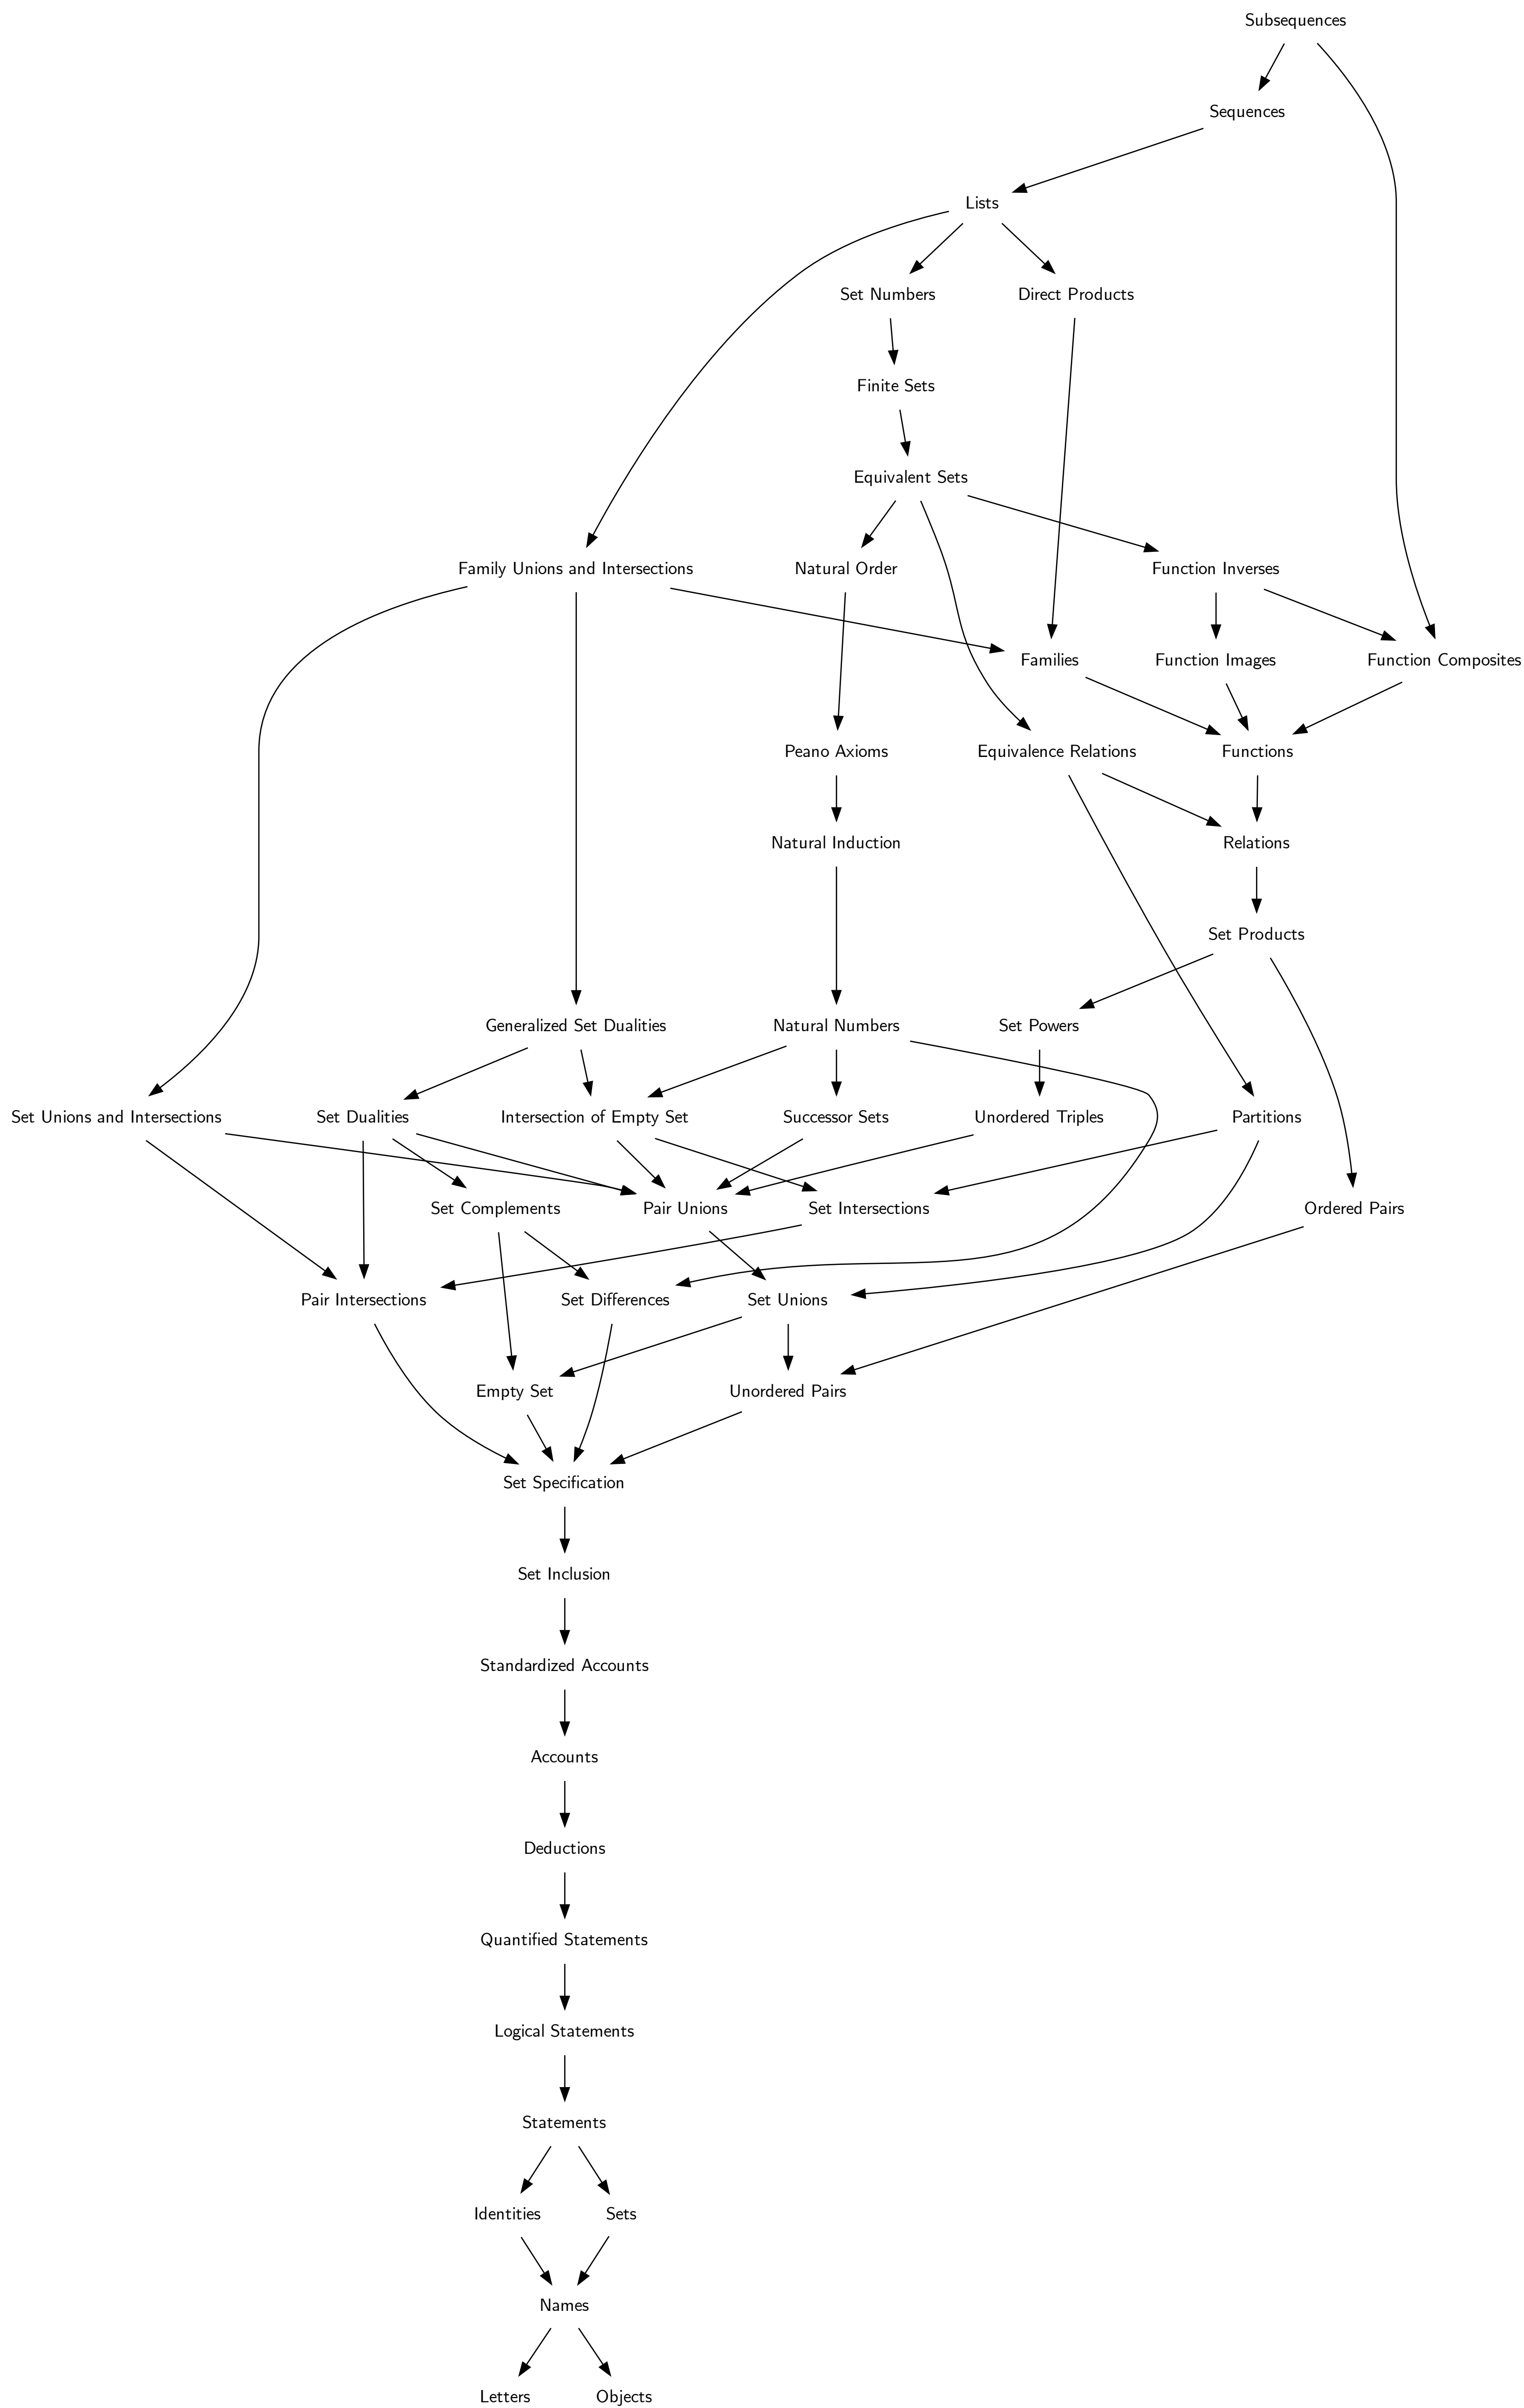 Subsequences
Sequences
Lists
Set Numbers
Direct Products
Finite Sets
Equivalent Sets
Family Unions and Intersections
Natural Order
Function Inverses
Families
Function Images
Function Composites
Peano Axioms
Equivalence Relations
Functions
Natural Induction
Relations
Set Products
Generalized Set Dualities
Natural Numbers
Set Powers
Set Unions and Intersections
Set Dualities
Intersection of Empty Set
Successor Sets
Unordered Triples
Partitions
Set Complements
Pair Unions
Set Intersections
Ordered Pairs
Pair Intersections
Set Differences
Set Unions
Empty Set
Unordered Pairs
Set Specification
Set Inclusion
Standardized Accounts
Accounts
Deductions
Quantified Statements
Logical Statements
Statements
Identities
Sets
Names
Letters
Objects